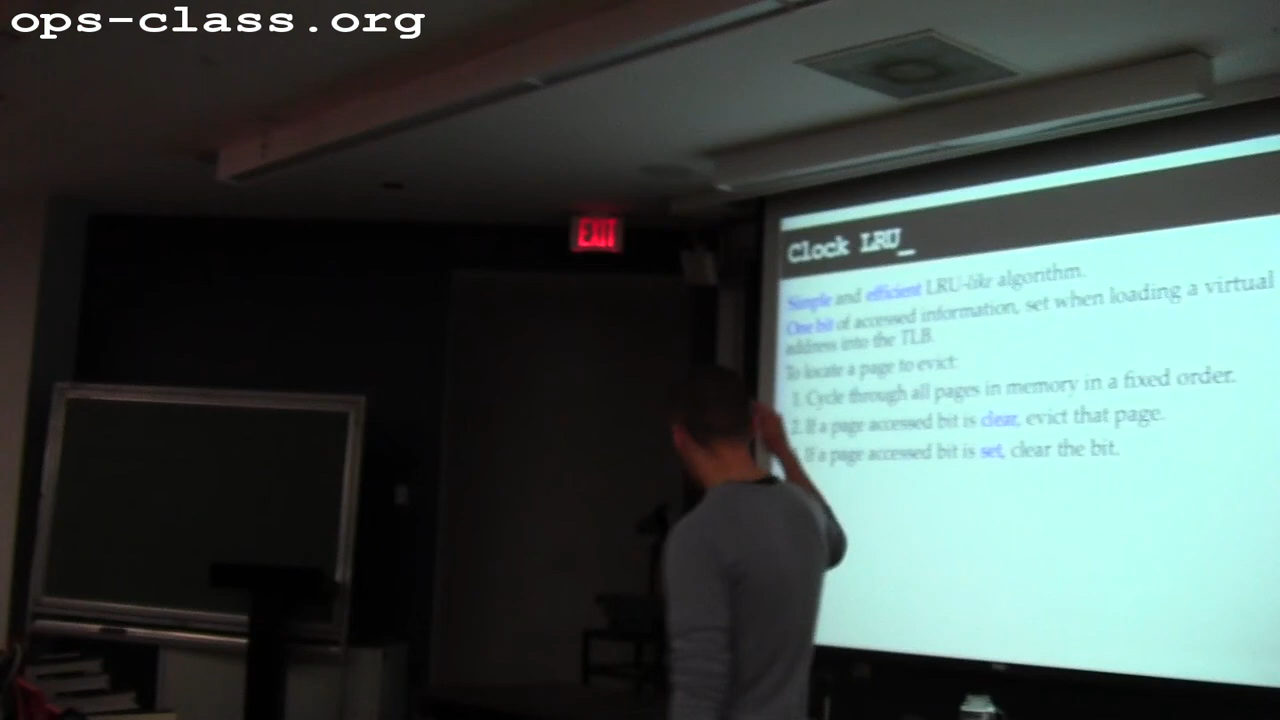 ops-class.org
EXIT
Clock LRU_
Simple and efficient LRU-like algorithm.
One bit of accessed information, set when loading a virtual
address into the TLB.
To locate a page to evict:
1. Cycle through all pages in memory in a fixed order.
2. If a page accessed bit is clear, evict that page.
If a page accessed bit is set, clear the bit.